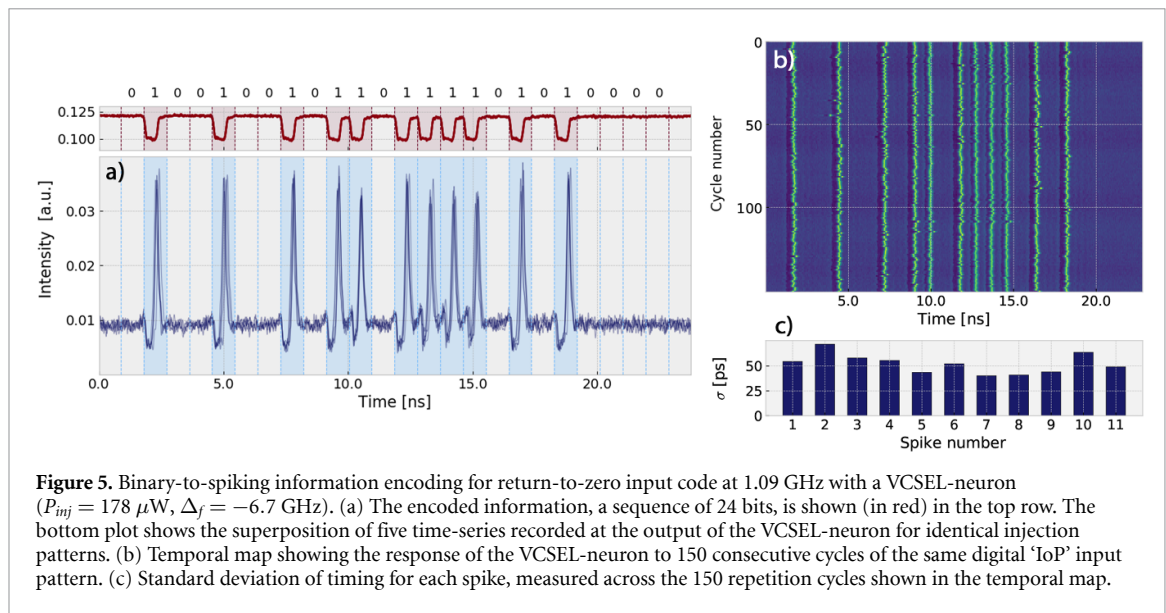 0 1 0 0 1 0 0 1 0 1 1 0 1 1 1 1 0 1 0 1 0 0 0 0
0.125
0.100
a)
Intensity [a.u.]
0.03
0.02
0.01
0.0 5.0 10.0 15.0 20.0
Time [ns]
b)
Cycle number
0
50
100
5.0 10.0 15.0 20.0
Time [ns]
c)
σ [ps]
50
25
0
1 2 3 4 5 6 7 8 9 10 11
Spike number
Figure 5. Binary-to-spiking information encoding for return-to-zero input code at 1.09 GHz with a VCSEL-neuron
(P_inj = 178 μW, Δ_f = −6.7 GHz). (a) The encoded information, a sequence of 24 bits, is shown (in red) in the top row. The
bottom plot shows the superposition of five time-series recorded at the output of the VCSEL-neuron for identical injection
patterns. (b) Temporal map showing the response of the VCSEL-neuron to 150 consecutive cycles of the same digital ‘IoP’ input
pattern. (c) Standard deviation of timing for each spike, measured across the 150 repetition cycles shown in the temporal map.